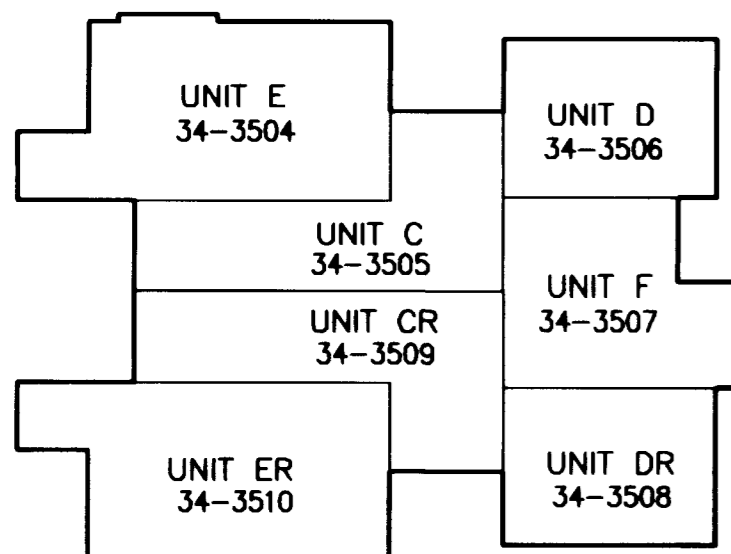 UNIT E
34-3504
UNIT D
34-3506
UNIT C
34-3505
UNIT F
34-3507
UNIT CR
34-3509
UNIT ER
34-3510
UNIT DR
34-3508